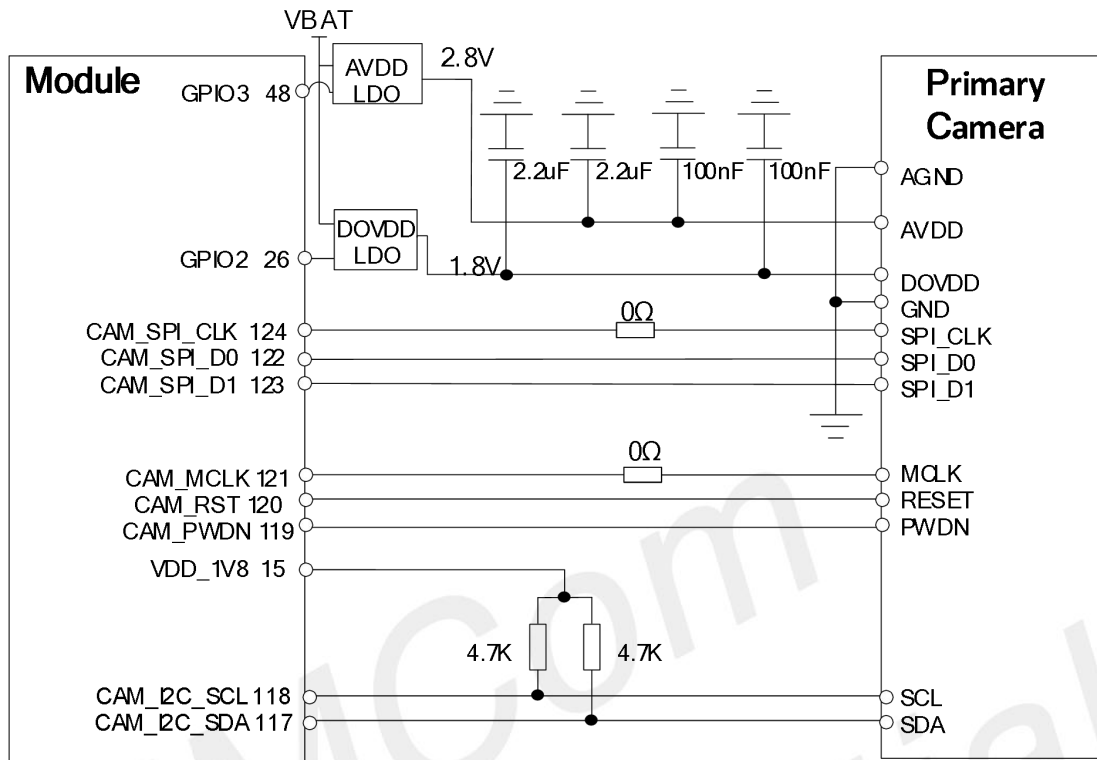 VBAT
Module
AVDD
LDO
2.8V
Primary
Camera
GPIO3 48
2.2uF 2.2uF 100nF 100nF
AGND
AVDD
DOVDD
LDO
GPIO2 26
1.8V
DOVDD
GND
0Ω
CAM_SPI_CLK 124
SPI_CLK
CAM_SPI_D0 122
SPI_D0
CAM_SPI_D1 123
SPI_D1
0Ω
CAM_MCLK 121
MCLK
CAM_RST 120
RESET
CAM_PWDN 119
PWDN
VDD_1V8 15
4.7K 4.7K
CAM_I2C_SCL 118
SCL
CAM_I2C_SDA 117
SDA